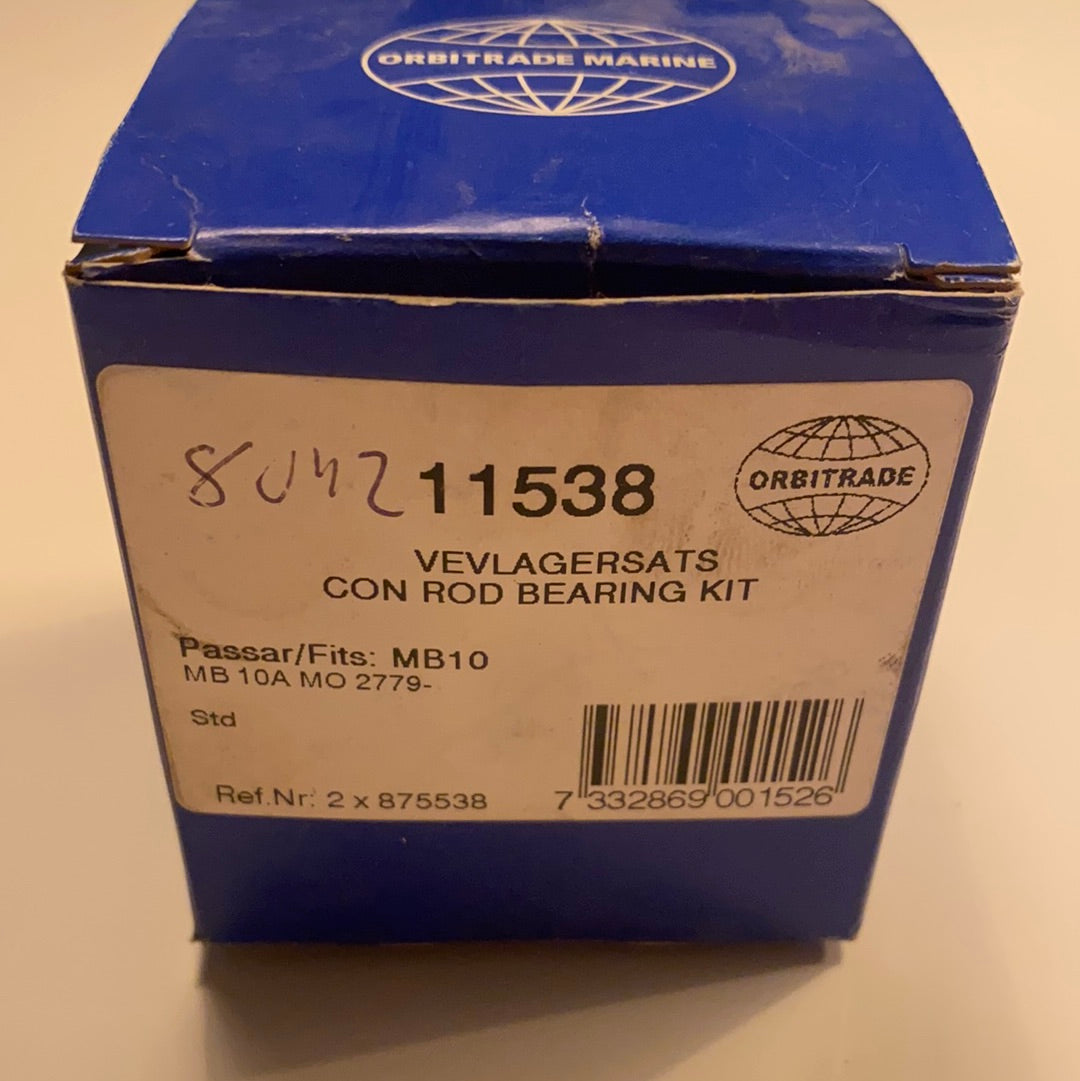 ORBITRADE MARINE
11538
ORBITRADE
VEVLAGERSATS
CON ROD BEARING KIT
Passar/Fits: MB10
MB 10A MO 2779-
Std
Ref.Nr: 2 x 875538
7 332869 001526